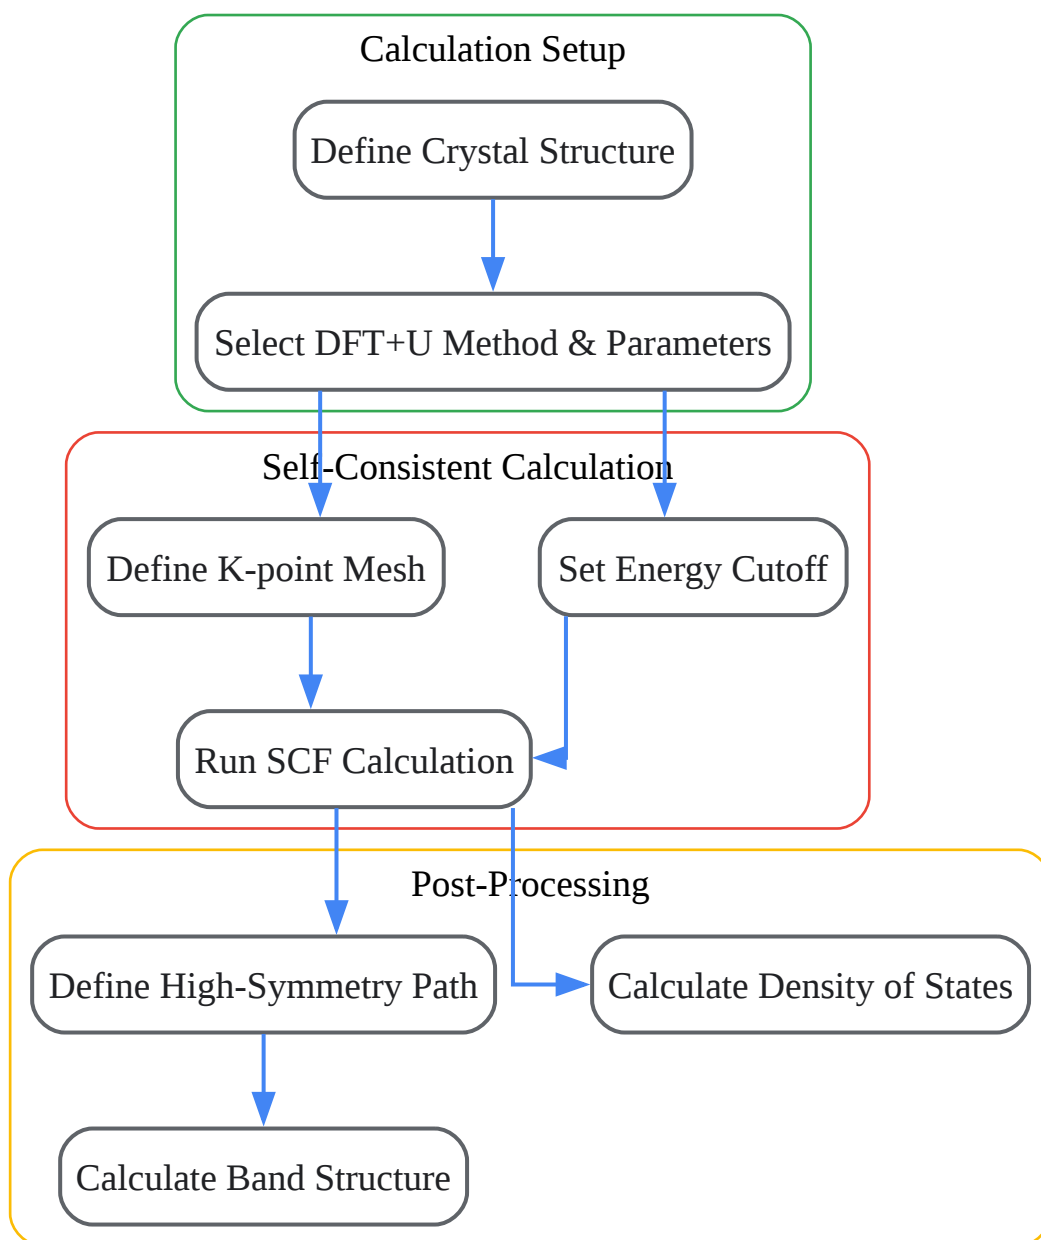 Calculation Setup
Define Crystal Structure
Select DFT+U Method & Parameters
Self-Consistent Calculation
Define K-point Mesh
Set Energy Cutoff
Run SCF Calculation
Post-Processing
Define High-Symmetry Path
Calculate Density of States
Calculate Band Structure